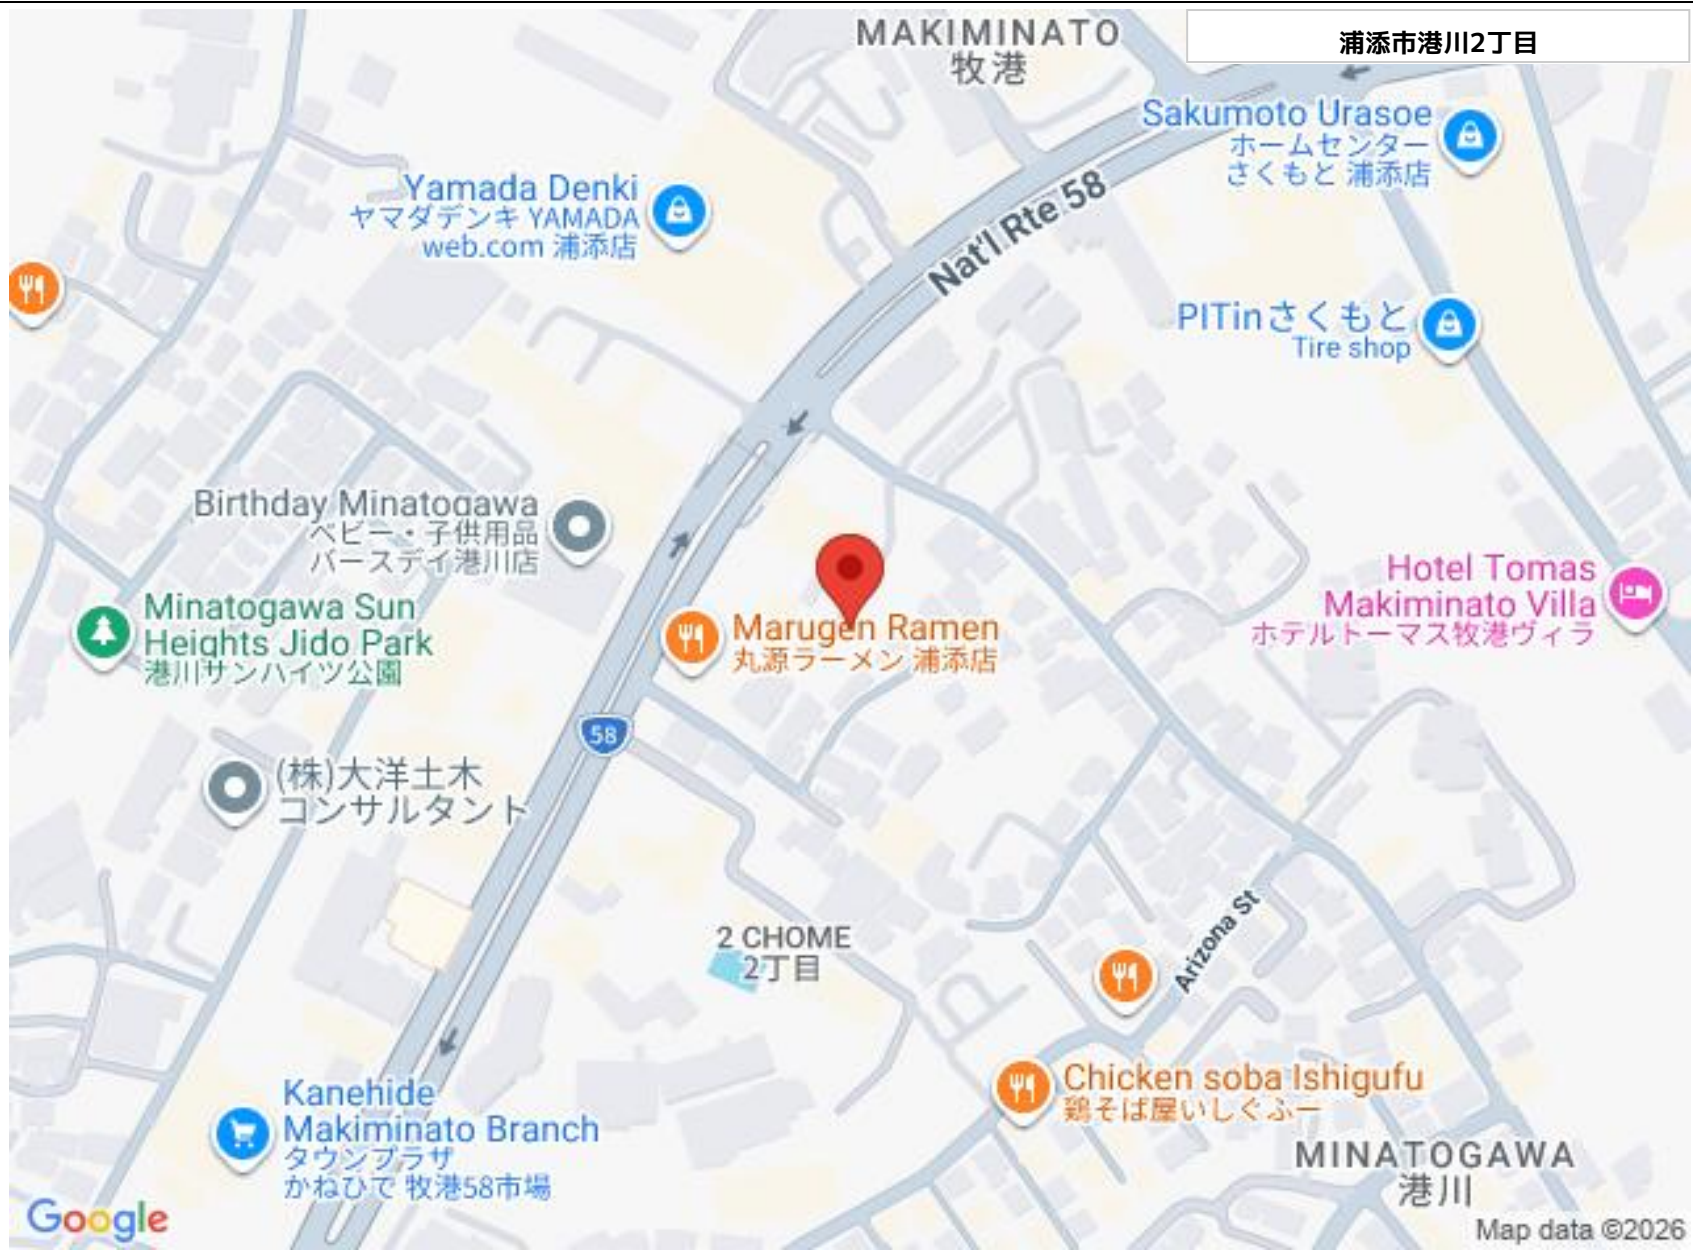 MAKIMINATO
牧港
浦添市港川2丁目
Sakumoto Urasoe
ホームセンター
さくもと 浦添店
Yamada Denki
ヤマダデンキ YAMADA
web.com 浦添店
Nat'l Rte 58
PITinさくもと
Tire shop
Birthday Minatogawa
ベビー・子供用品
バースデイ港川店
Hotel Tomas
Makiminato Villa
ホテルトーマス牧港ヴィラ
Minatogawa Sun
Heights Jido Park
港川サンハイツ公園
Marugen Ramen
丸源ラーメン 浦添店
58
(株)大洋土木
コンサルタント
2 CHOME
2丁目
Arizona St
Chicken soba Ishigufu
鶏そば屋いしぐふー
Kanehide
Makiminato Branch
タウンプラザ
かねひで 牧港58市場
MINATOGAWA
港川
Google
Map data ©2026